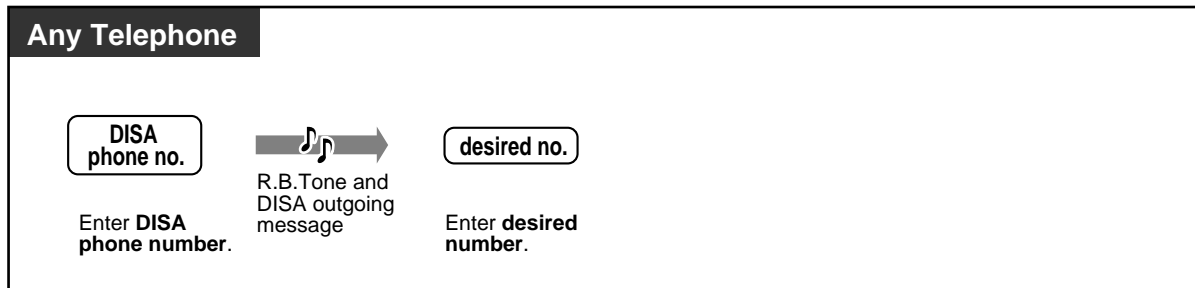 Any Telephone
DISA
phone no.
desired no.
R.B.Tone and
DISA outgoing
message
Enter DISA
phone number.
Enter desired
number.